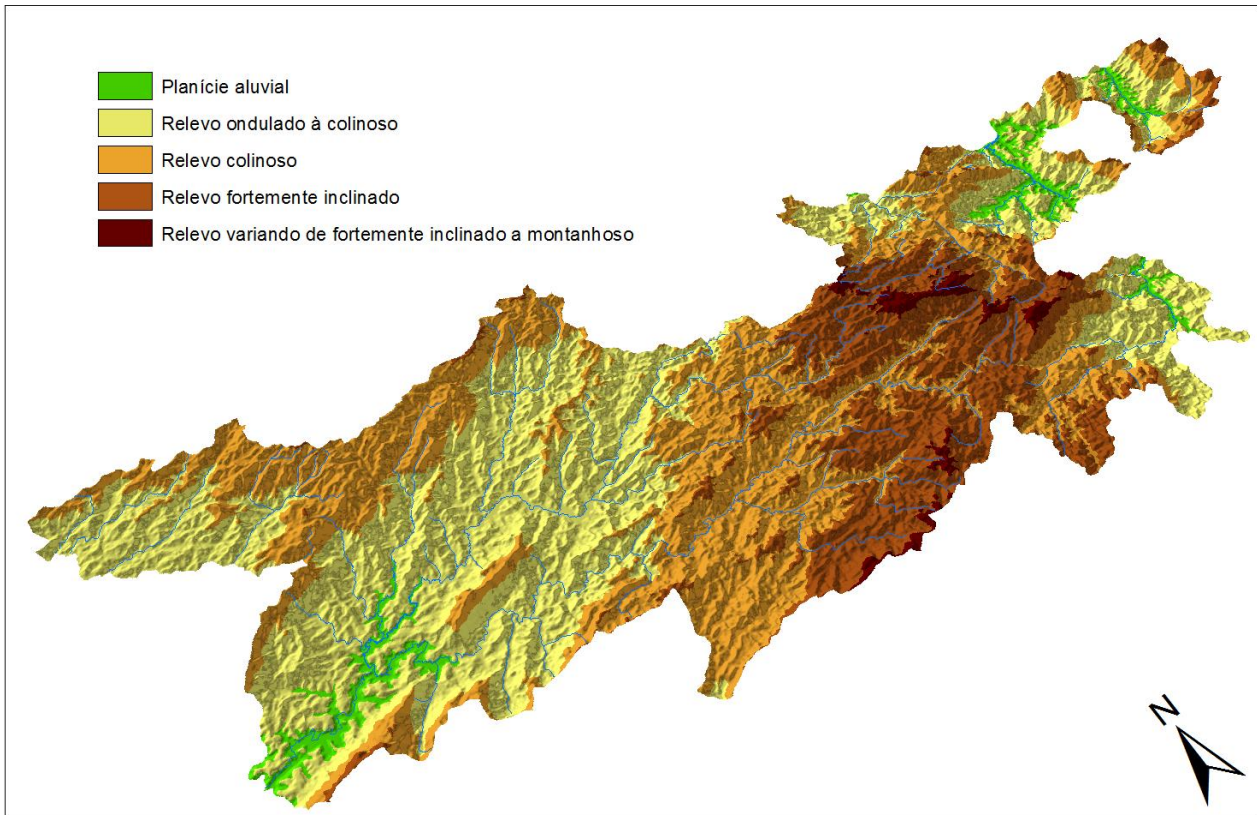 Planície aluvial
Relevo ondulado à colinoso
Relevo colinoso
Relevo fortemente inclinado
Relevo variando de fortemente inclinado a montanhoso
N